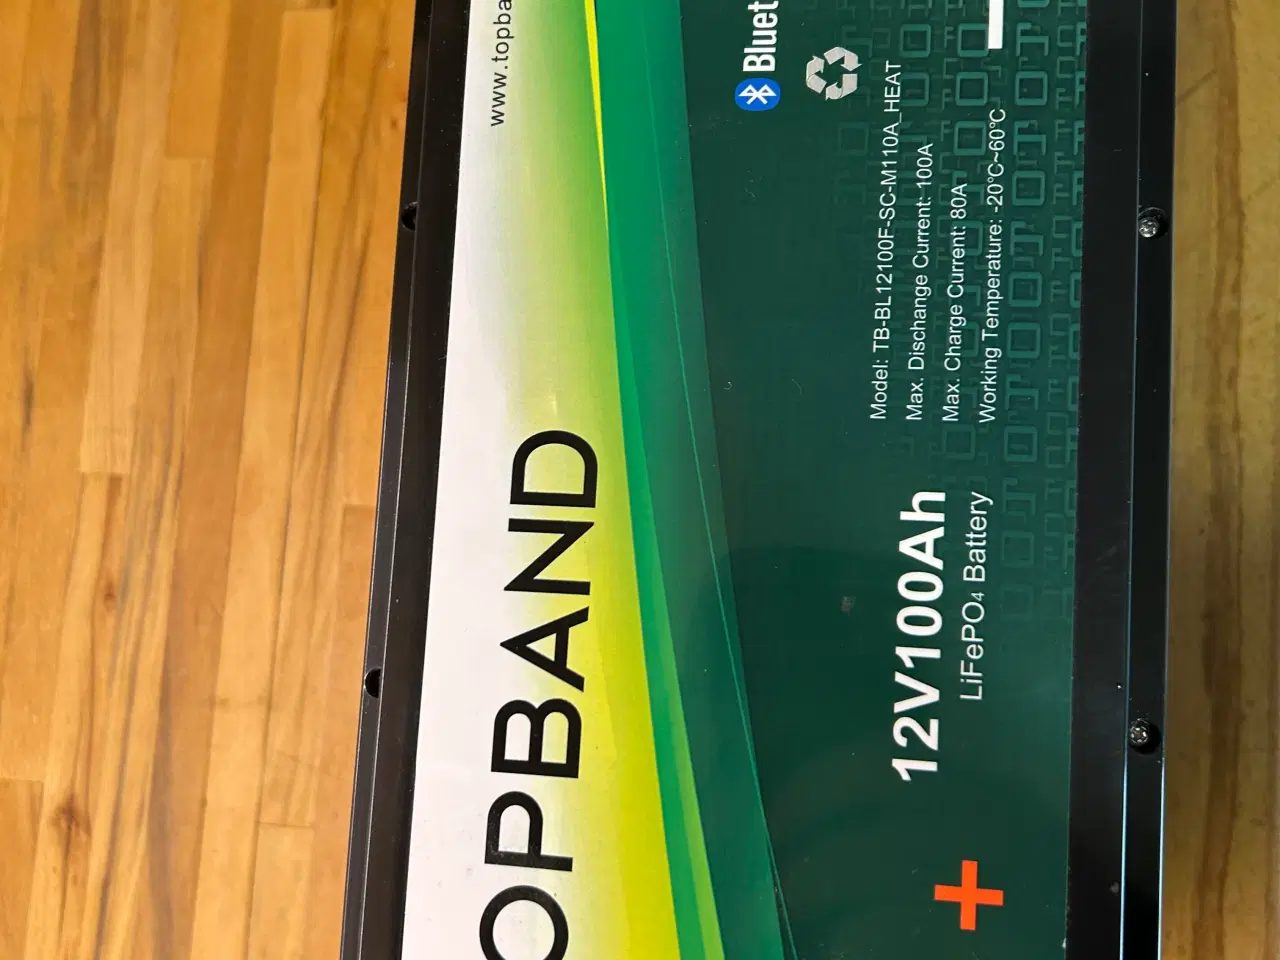 www.topba
OPBAND
Bluet
Model: TB-BL12100F-SC-M110A_HEAT
Max. Dischange Current: 100A
Max. Charge Current: 80A
Working Temperature: -20°C~60°C
12V100Ah
LiFePO4 Battery
+